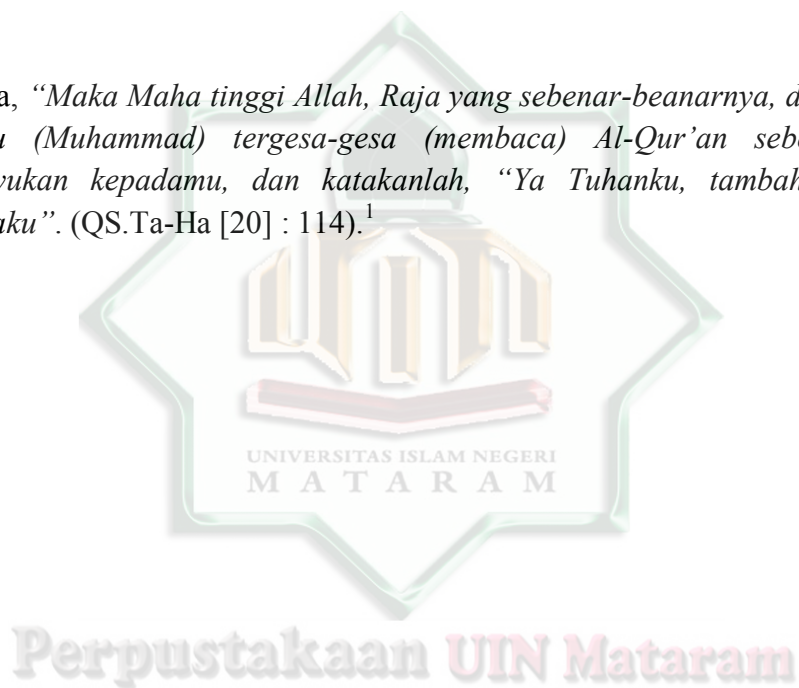 a, “Maka Maha tinggi Allah, Raja yang sebenar-beanarnya, d
u (Muhammad) tergesa-gesa (membaca) Al-Qur’an seb
yukan kepadamu, dan katakanlah, “Ya Tuhanku, tambah
aku”. (QS.Ta-Ha [20] : 114).¹
UNIVERSITAS ISLAM NEGERI
MATARAM
Perpustakaan UIN Mataram